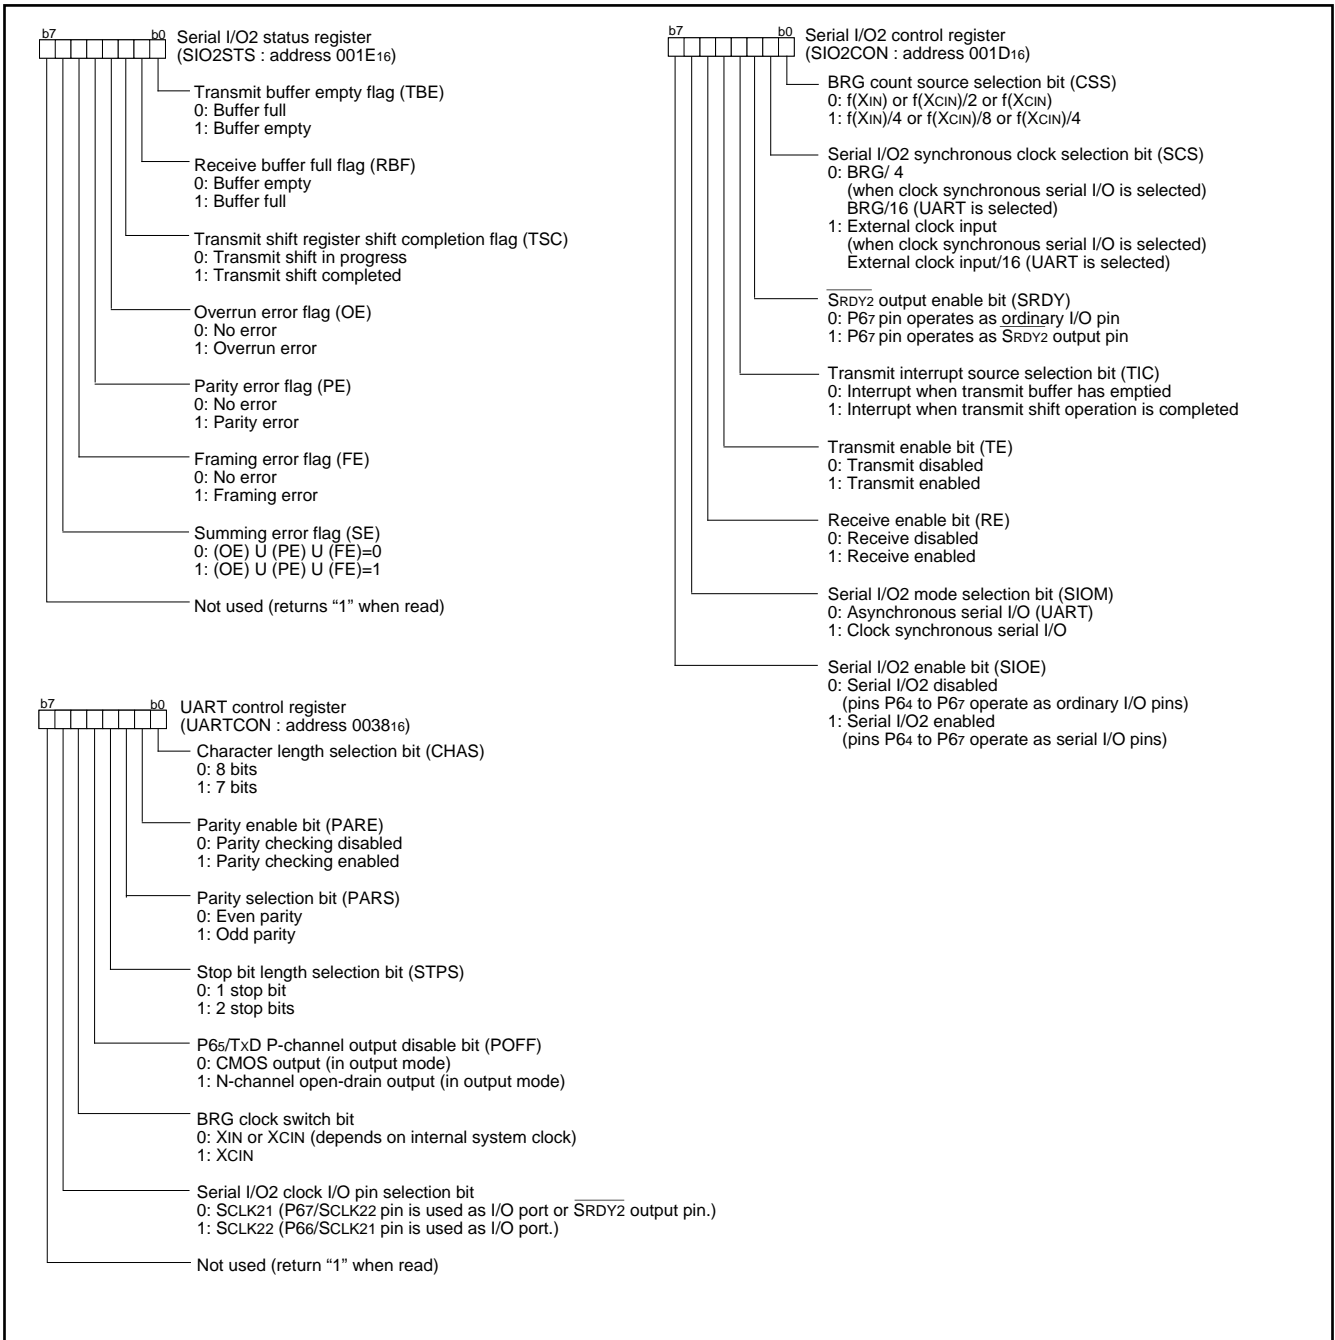 b7 b0 Serial I/O2 status register
(SIO2STS : address 001E16)
Transmit buffer empty flag (TBE)
0: Buffer full
1: Buffer empty
Receive buffer full flag (RBF)
0: Buffer empty
1: Buffer full
Transmit shift register shift completion flag (TSC)
0: Transmit shift in progress
1: Transmit shift completed
Overrun error flag (OE)
0: No error
1: Overrun error
Parity error flag (PE)
0: No error
1: Parity error
Framing error flag (FE)
0: No error
1: Framing error
Summing error flag (SE)
0: (OE) U (PE) U (FE)=0
1: (OE) U (PE) U (FE)=1
Not used (returns “1” when read)
b7 b0 UART control register
(UARTCON : address 003816)
Character length selection bit (CHAS)
0: 8 bits
1: 7 bits
Parity enable bit (PARE)
0: Parity checking disabled
1: Parity checking enabled
Parity selection bit (PARS)
0: Even parity
1: Odd parity
Stop bit length selection bit (STPS)
0: 1 stop bit
1: 2 stop bits
P65/TXD P-channel output disable bit (POFF)
0: CMOS output (in output mode)
1: N-channel open-drain output (in output mode)
BRG clock switch bit
0: XIN or XCIN (depends on internal system clock)
1: XCIN
Serial I/O2 clock I/O pin selection bit
0: SCLK21 (P67/SCLK22 pin is used as I/O port or SRDY2 output pin.)
1: SCLK22 (P66/SCLK21 pin is used as I/O port.)
Not used (return “1” when read)
b7 b0 Serial I/O2 control register
(SIO2CON : address 001D16)
BRG count source selection bit (CSS)
0: f(XIN) or f(XCIN)/2 or f(XCIN)
1: f(XIN)/4 or f(XCIN)/8 or f(XCIN)/4
Serial I/O2 synchronous clock selection bit (SCS)
0: BRG/ 4
(when clock synchronous serial I/O is selected)
BRG/16 (UART is selected)
1: External clock input
(when clock synchronous serial I/O is selected)
External clock input/16 (UART is selected)
SRDY2 output enable bit (SRDY)
0: P67 pin operates as ordinary I/O pin
1: P67 pin operates as SRDY2 output pin
Transmit interrupt source selection bit (TIC)
0: Interrupt when transmit buffer has emptied
1: Interrupt when transmit shift operation is completed
Transmit enable bit (TE)
0: Transmit disabled
1: Transmit enabled
Receive enable bit (RE)
0: Receive disabled
1: Receive enabled
Serial I/O2 mode selection bit (SIOM)
0: Asynchronous serial I/O (UART)
1: Clock synchronous serial I/O
Serial I/O2 enable bit (SIOE)
0: Serial I/O2 disabled
(pins P64 to P67 operate as ordinary I/O pins)
1: Serial I/O2 enabled
(pins P64 to P67 operate as serial I/O pins)